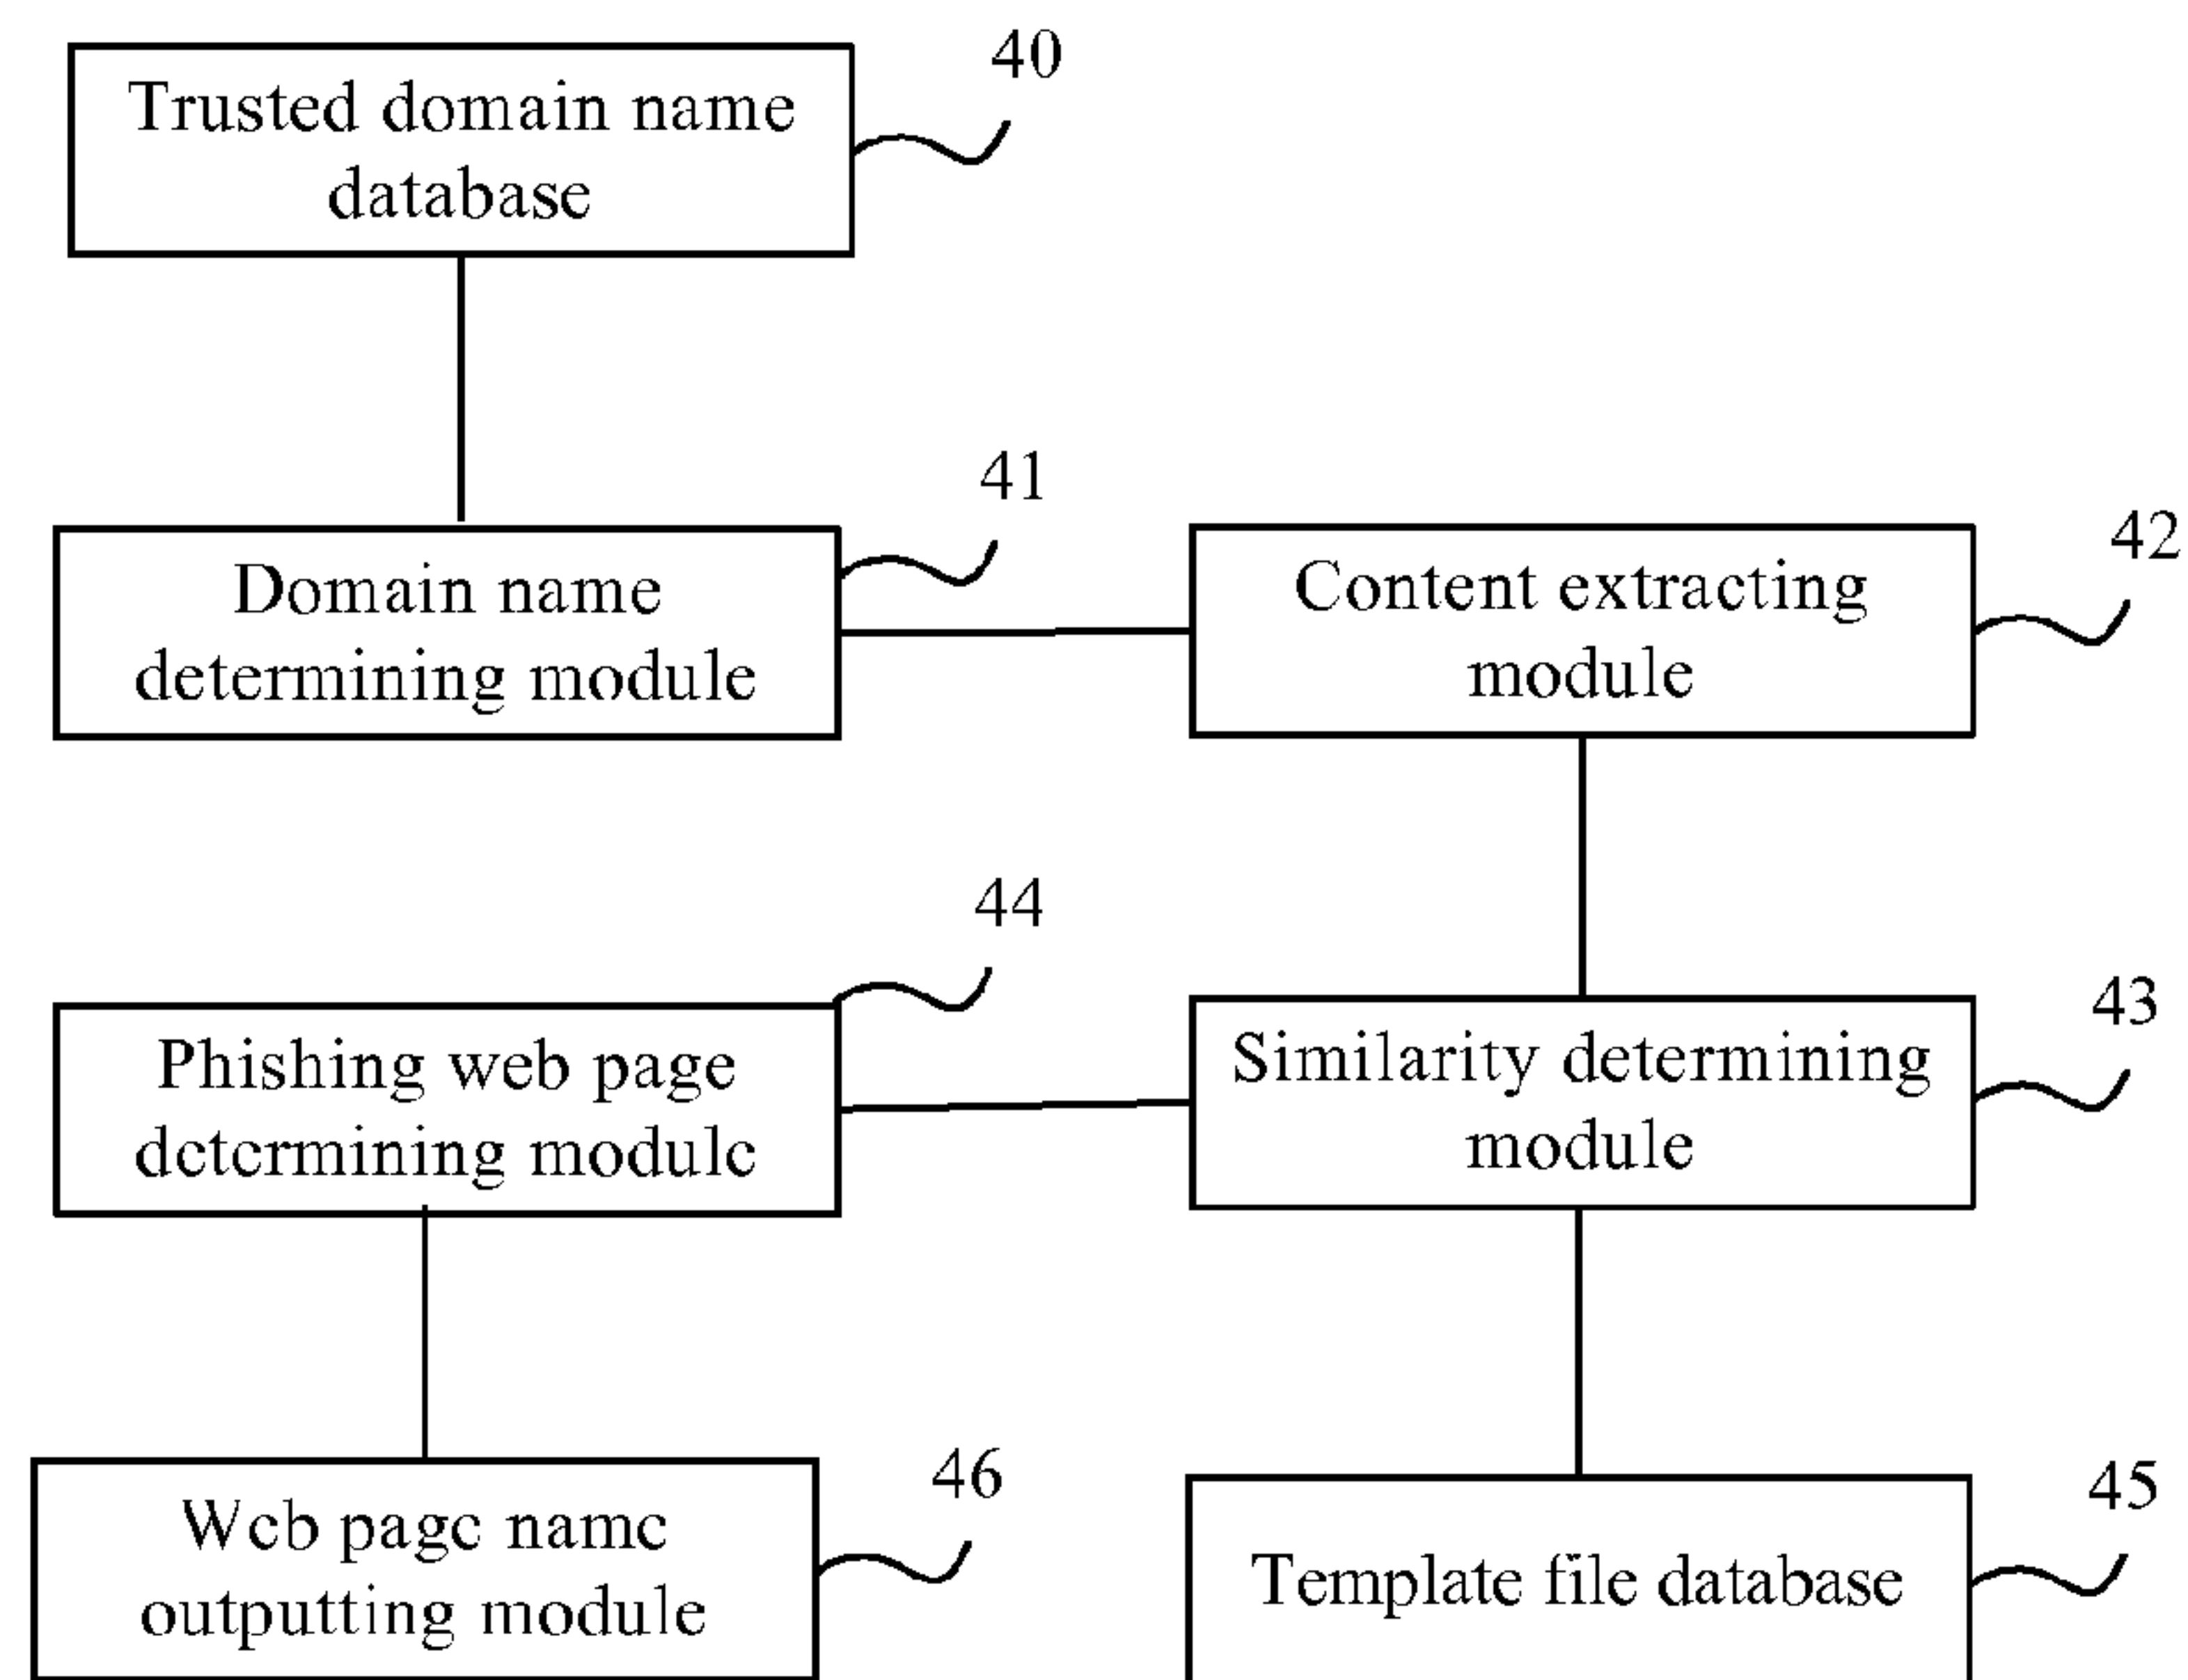 40
Trusted domain name
database
41
Domain name
determining module
42
Content extracting
module
44
Phishing web page
determining module
43
Similarity determining
module
46
Web page name
outputting module
45
Template file database